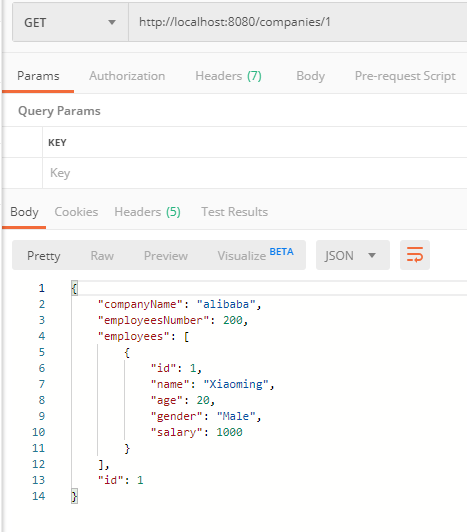 GET http://localhost:8080/companies/1
Params Authorization Headers (7) Body Pre-request Script
Query Params
KEY
Key
Body Cookies Headers (5) Test Results
Pretty Raw Preview Visualize BETA JSON
1 {
2 "companyName": "alibaba",
3 "employeesNumber": 200,
4 "employees": [
5 {
6 "id": 1,
7 "name": "Xiaoming",
8 "age": 20,
9 "gender": "Male",
10 "salary": 1000
11 }
12 ],
13 "id": 1
14 }